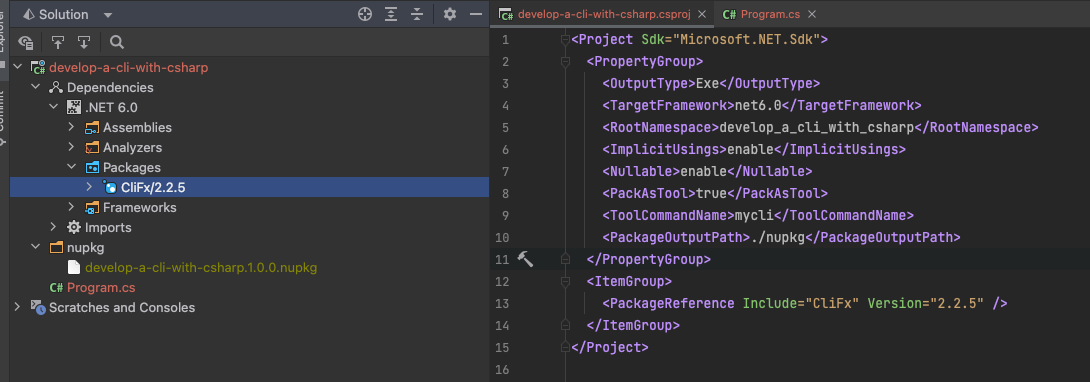 Explorer
Commit
Solution
develop-a-cli-with-csharp
Dependencies
.NET 6.0
Assemblies
Analyzers
Packages
CliFx/2.2.5
Frameworks
Imports
nupkg
develop-a-cli-with-csharp.1.0.0.nupkg
C# Program.cs
Scratches and Consoles
C# develop-a-cli-with-csharp.csproj
C# Program.cs
1 <Project Sdk="Microsoft.NET.Sdk">
2 <PropertyGroup>
3 <OutputType>Exe</OutputType>
4 <TargetFramework>net6.0</TargetFramework>
5 <RootNamespace>develop_a_cli_with_csharp</RootNamespace>
6 <ImplicitUsings>enable</ImplicitUsings>
7 <Nullable>enable</Nullable>
8 <PackAsTool>true</PackAsTool>
9 <ToolCommandName>mycli</ToolCommandName>
10 <PackageOutputPath>./nupkg</PackageOutputPath>
11 </PropertyGroup>
12 <ItemGroup>
13 <PackageReference Include="CliFx" Version="2.2.5" />
14 </ItemGroup>
15 </Project>
16